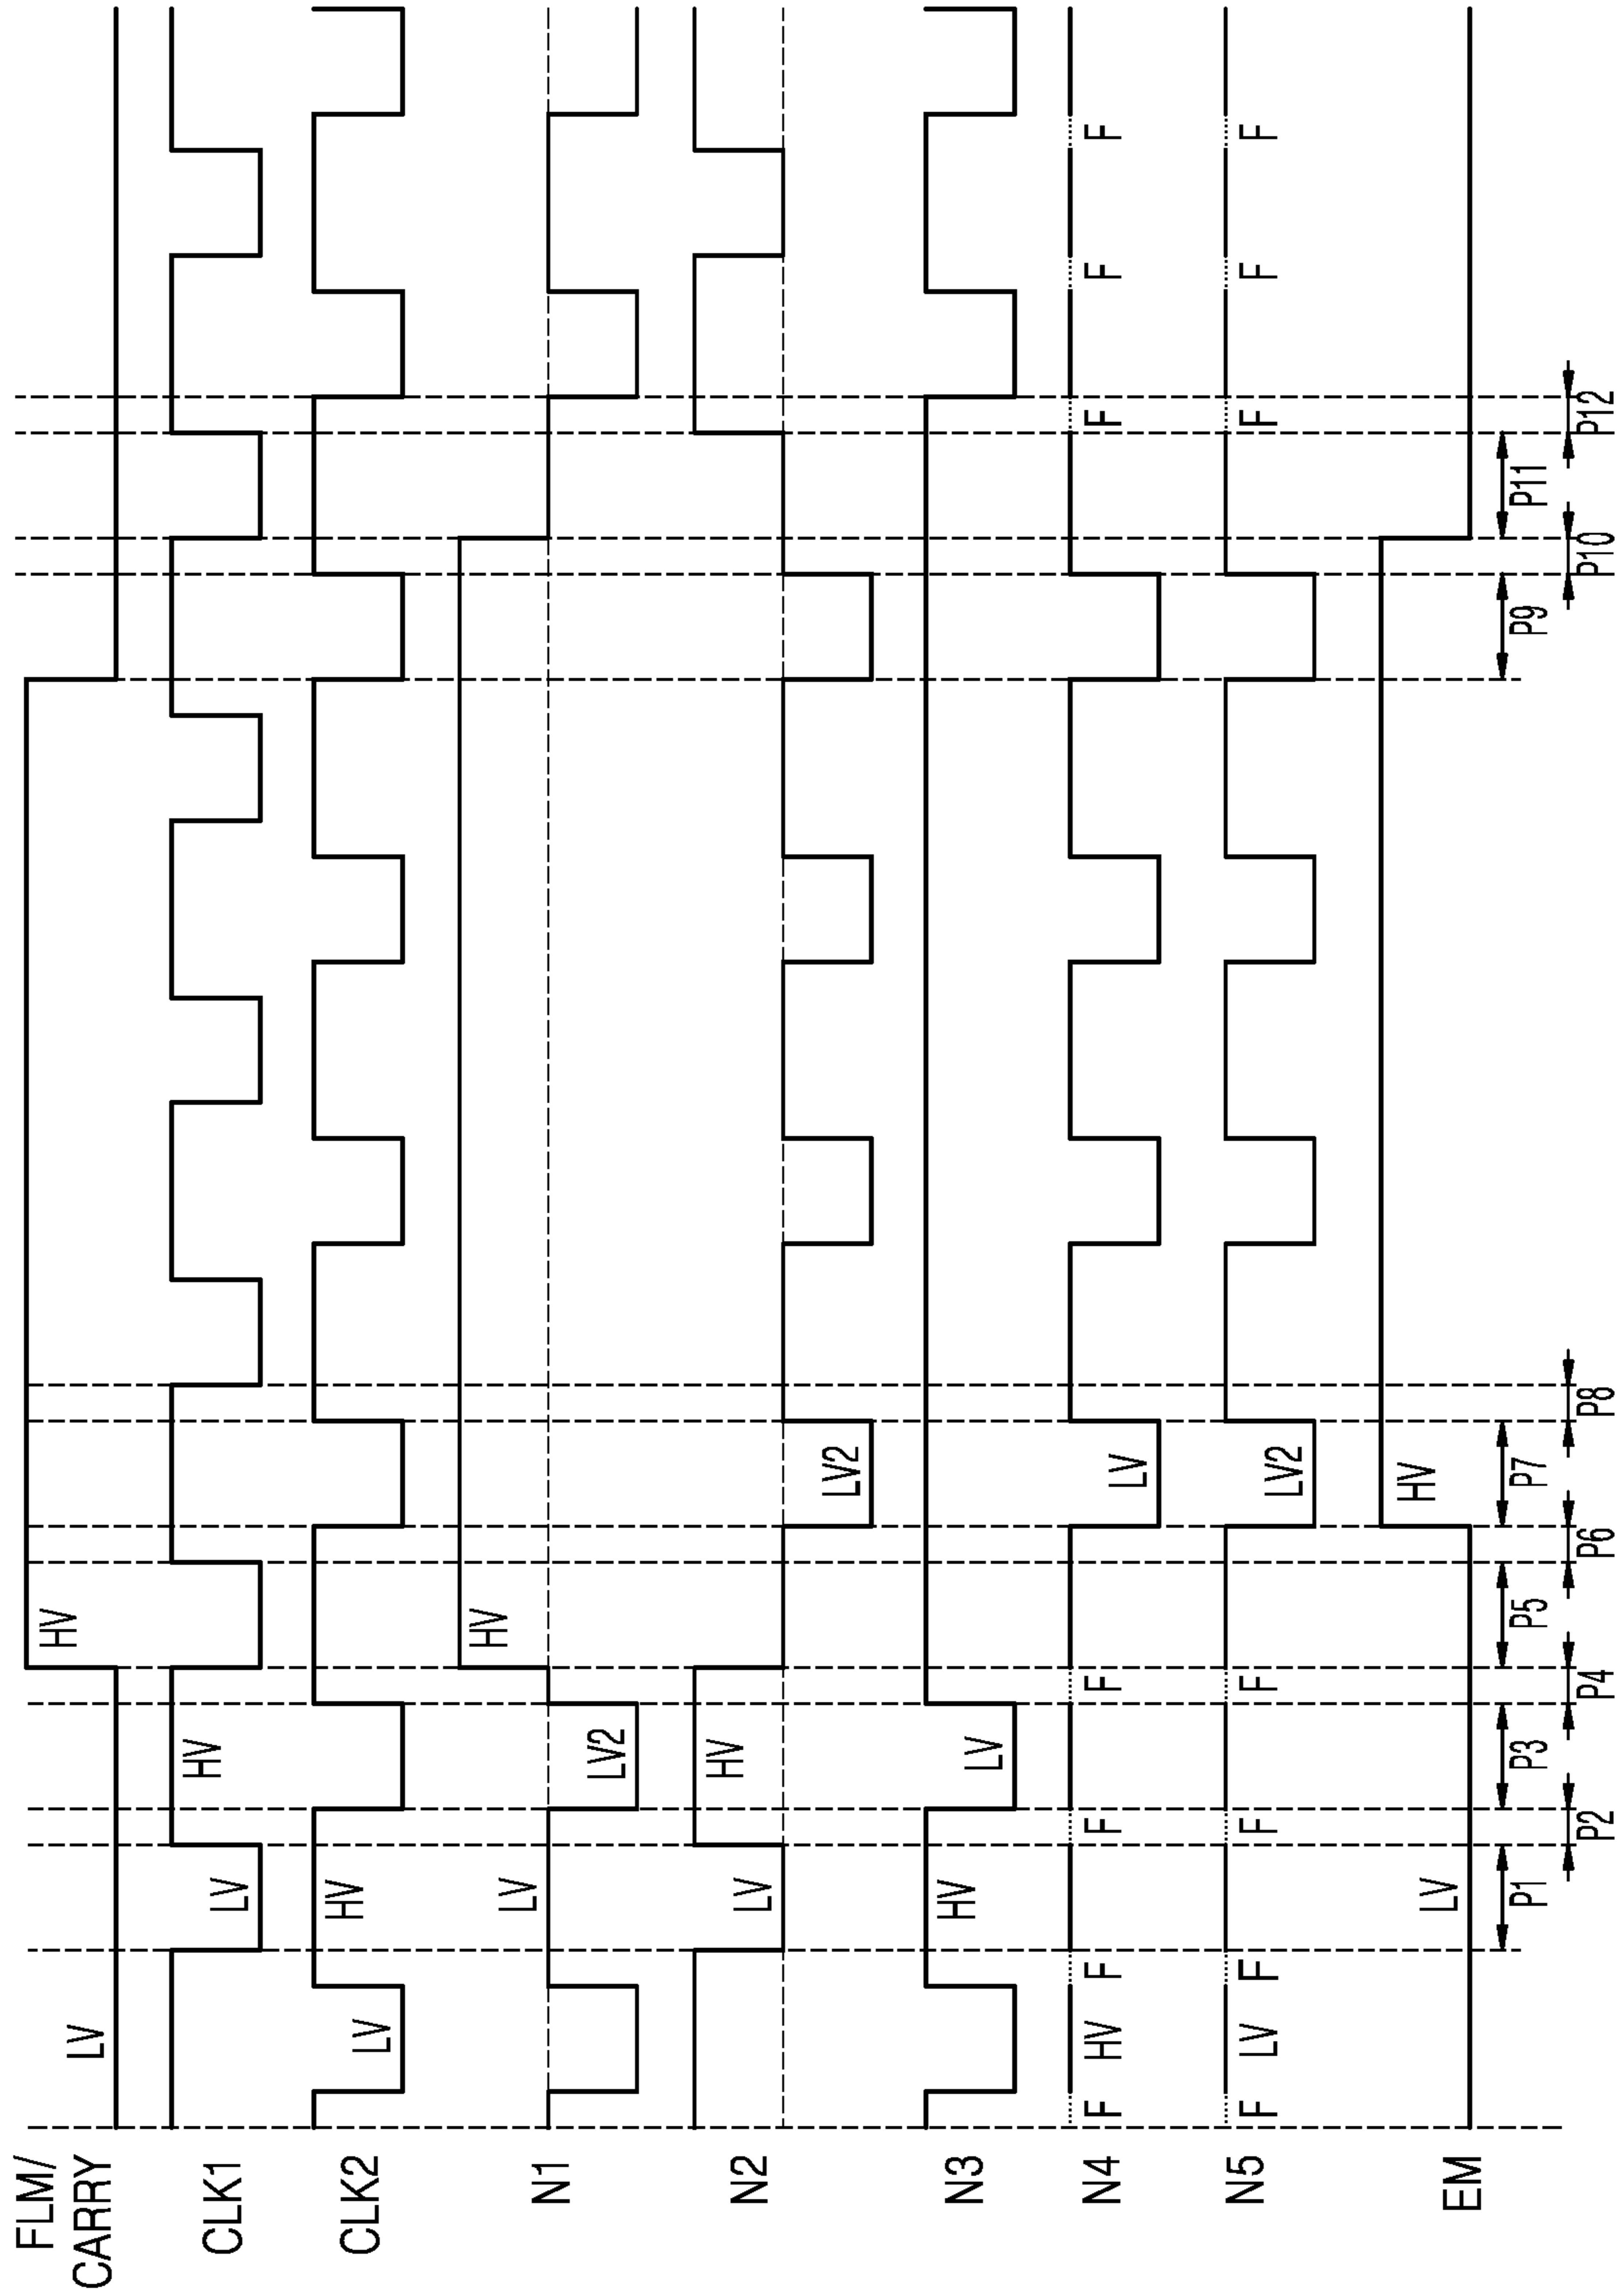 FLM/
CARRY
LV
HV
CLK1
LV
HV
CLK2
LV
HV
N1
LV
LV2
HV
N2
LV
HV
LV2
N3
HV
LV
N4
F HV F F F LV F F F
N5
F LV F F F LV2 F F F
EM
LV
HV
P1 P3 P5 P7 P9 P11
P2 P4 P6 P8 P10 P12